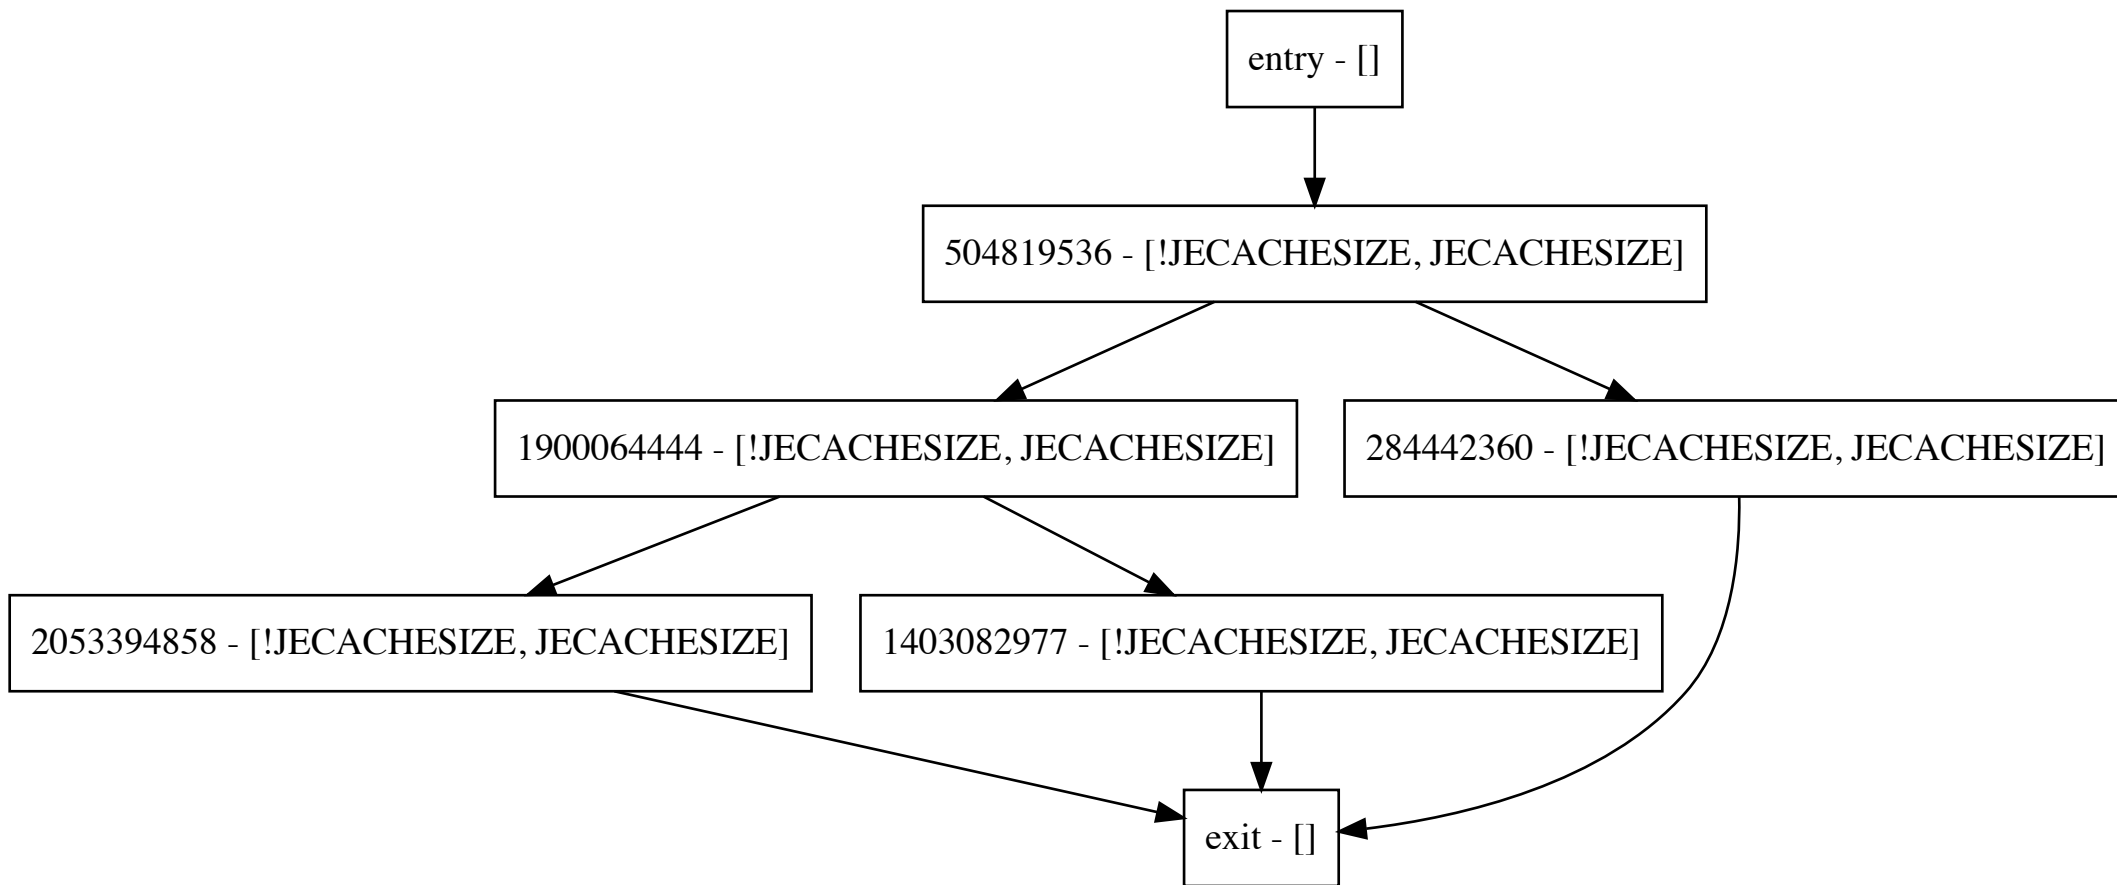 entry - []
504819536 - [!JECACHESIZE, JECACHESIZE]
1900064444 - [!JECACHESIZE, JECACHESIZE]
284442360 - [!JECACHESIZE, JECACHESIZE]
2053394858 - [!JECACHESIZE, JECACHESIZE]
1403082977 - [!JECACHESIZE, JECACHESIZE]
exit - []